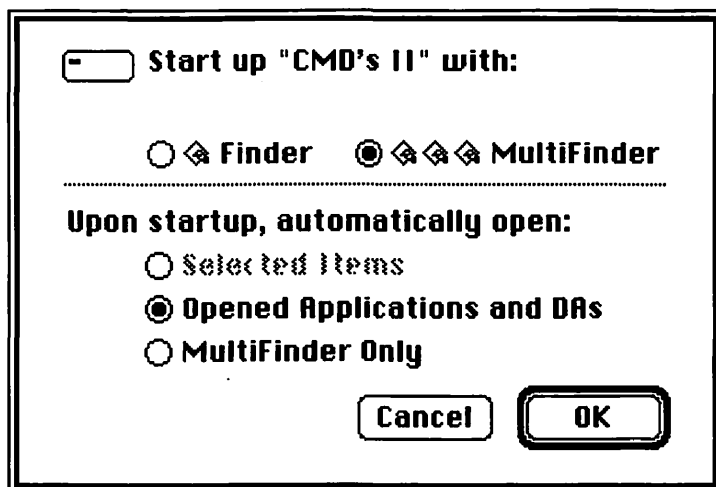 Start up "CMD's II" with:
Finder MultiFinder
Upon startup, automatically open:
Selected Items
Opened Applications and DAs
MultiFinder Only
Cancel OK